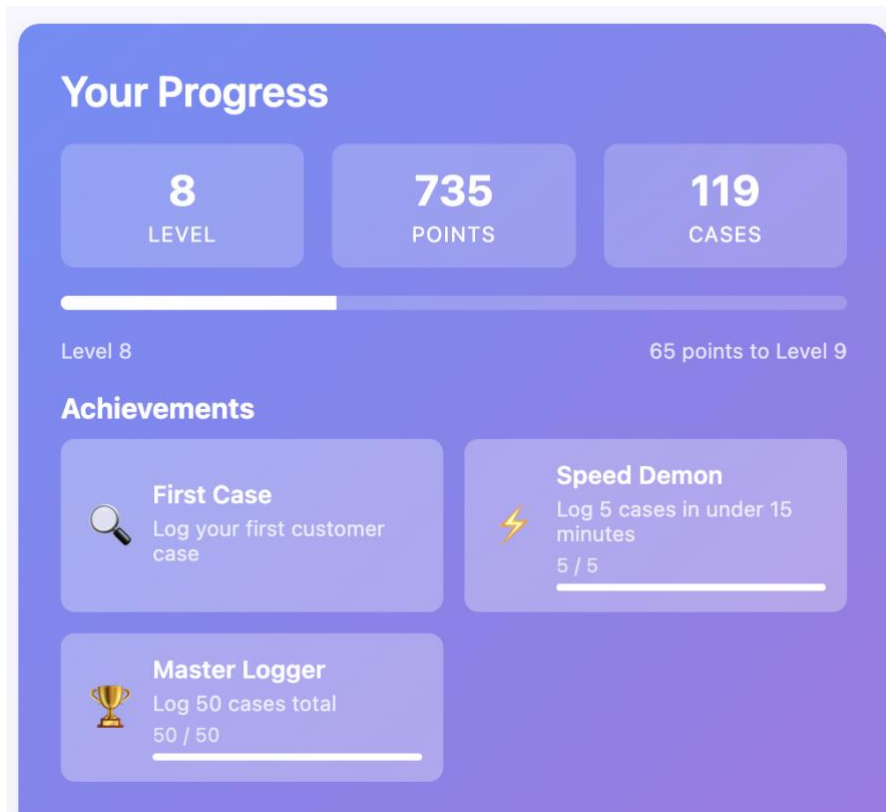 Your Progress
8
LEVEL
735
POINTS
119
CASES
Level 8
65 points to Level 9
Achievements
First Case
Log your first customer
case
Speed Demon
Log 5 cases in under 15
minutes
5 / 5
Master Logger
Log 50 cases total
50 / 50